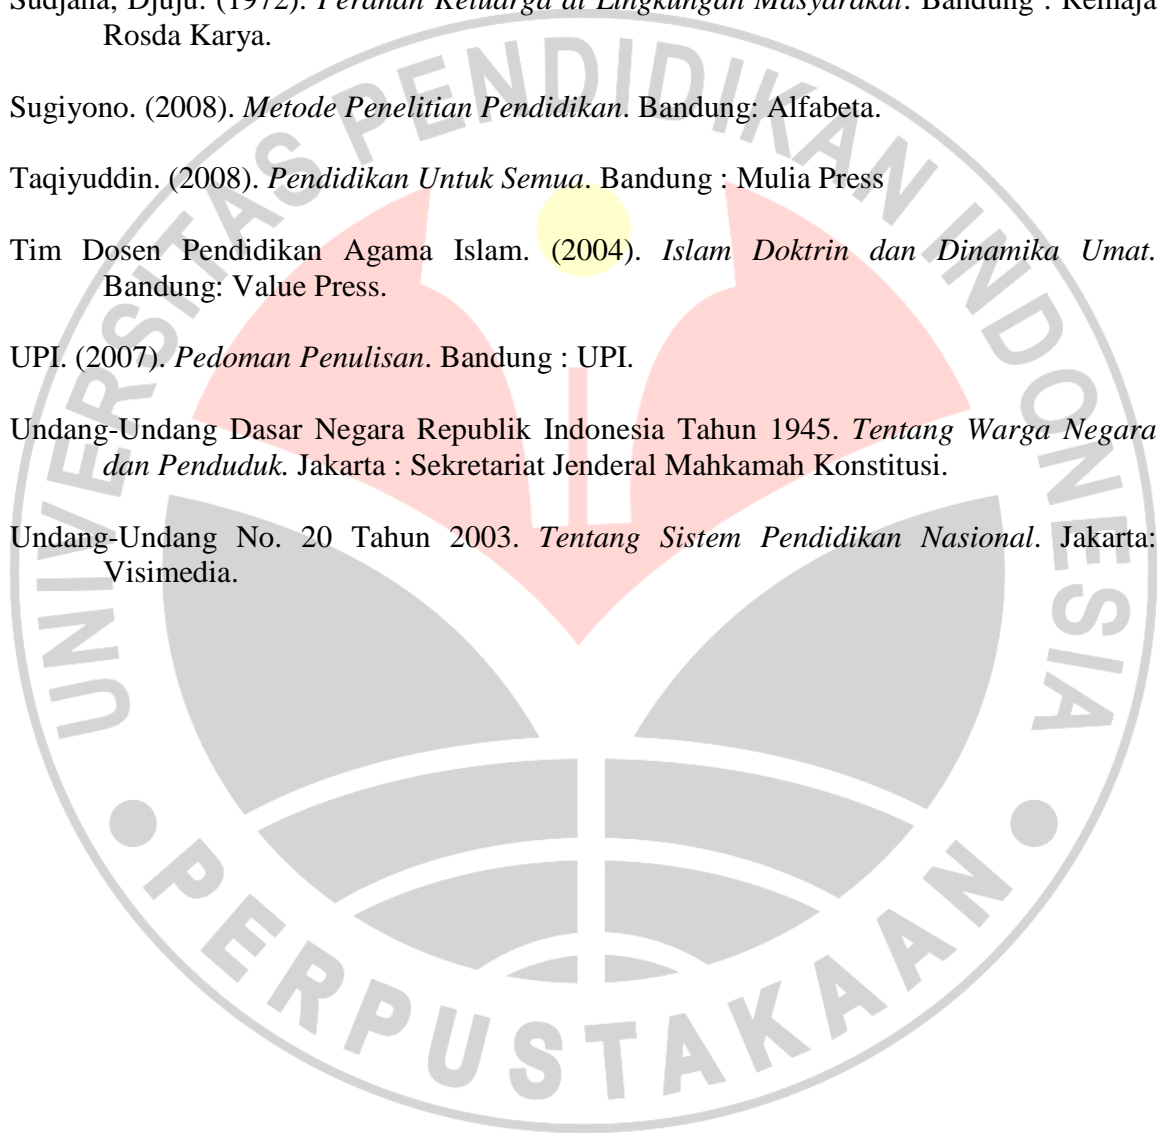 Sudjana, Djuju. (1972). Peranan Keluarga di Lingkungan Masyarakat. Bandung : Remaja
Rosda Karya.
Sugiyono. (2008). Metode Penelitian Pendidikan. Bandung: Alfabeta.
Taqiyuddin. (2008). Pendidikan Untuk Semua. Bandung : Mulia Press
Tim Dosen Pendidikan Agama Islam. (2004). Islam Doktrin dan Dinamika Umat.
Bandung: Value Press.
UPI. (2007). Pedoman Penulisan. Bandung : UPI.
Undang-Undang Dasar Negara Republik Indonesia Tahun 1945. Tentang Warga Negara
dan Penduduk. Jakarta : Sekretariat Jenderal Mahkamah Konstitusi.
Undang-Undang No. 20 Tahun 2003. Tentang Sistem Pendidikan Nasional. Jakarta:
Visimedia.
UNIVERSITAS PENDIDIKAN INDONESIA
PERPUSTAKAAN